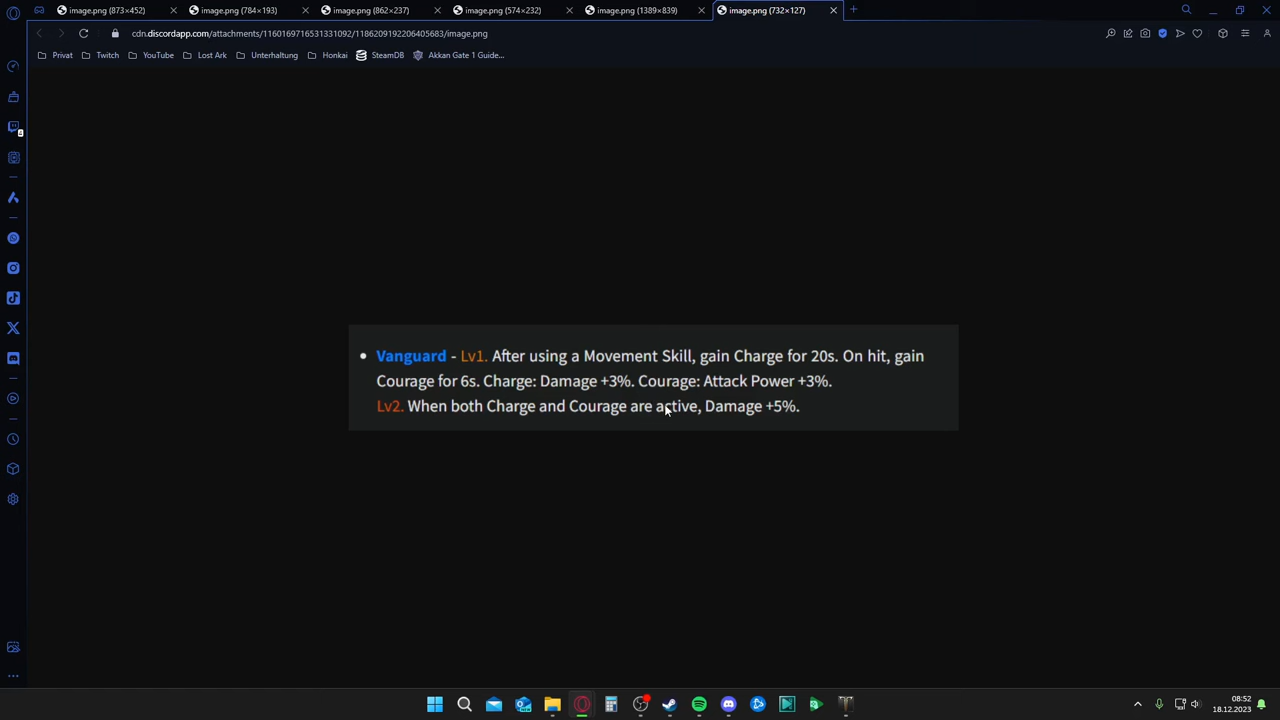 image.png (873×452)
image.png (784×193)
image.png (862×237)
image.png (574×232)
image.png (1389×839)
image.png (732×127)
cdn.discordapp.com/attachments/1160169716531331092/1186209192206405683/image.png
Privat
Twitch
YouTube
Lost Ark
Unterhaltung
Honkai
SteamDB
Akkan Gate 1 Guide...
Vanguard - Lv1. After using a Movement Skill, gain Charge for 20s. On hit, gain
Courage for 6s. Charge: Damage +3%. Courage: Attack Power +3%.
Lv2. When both Charge and Courage are active, Damage +5%.
08:52
18.12.2023